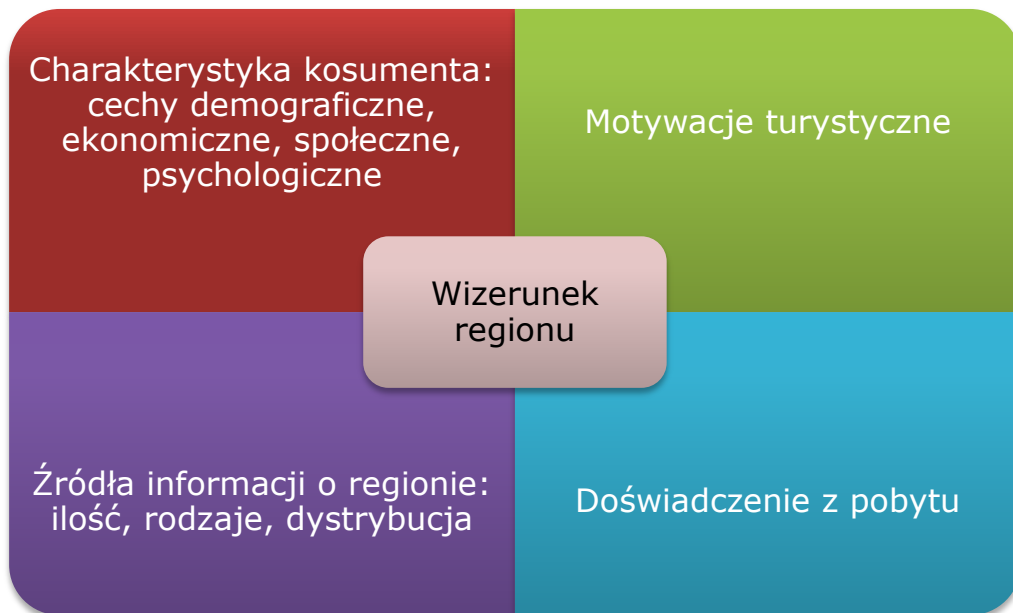 Charakterystyka kosumenta:
cechy demograficzne,
ekonomiczne, społeczne,
psychologiczne
Motywacje turystyczne
Wizerunek
regionu
Źródła informacji o regionie:
ilość, rodzaje, dystrybucja
Doświadczenie z pobytu